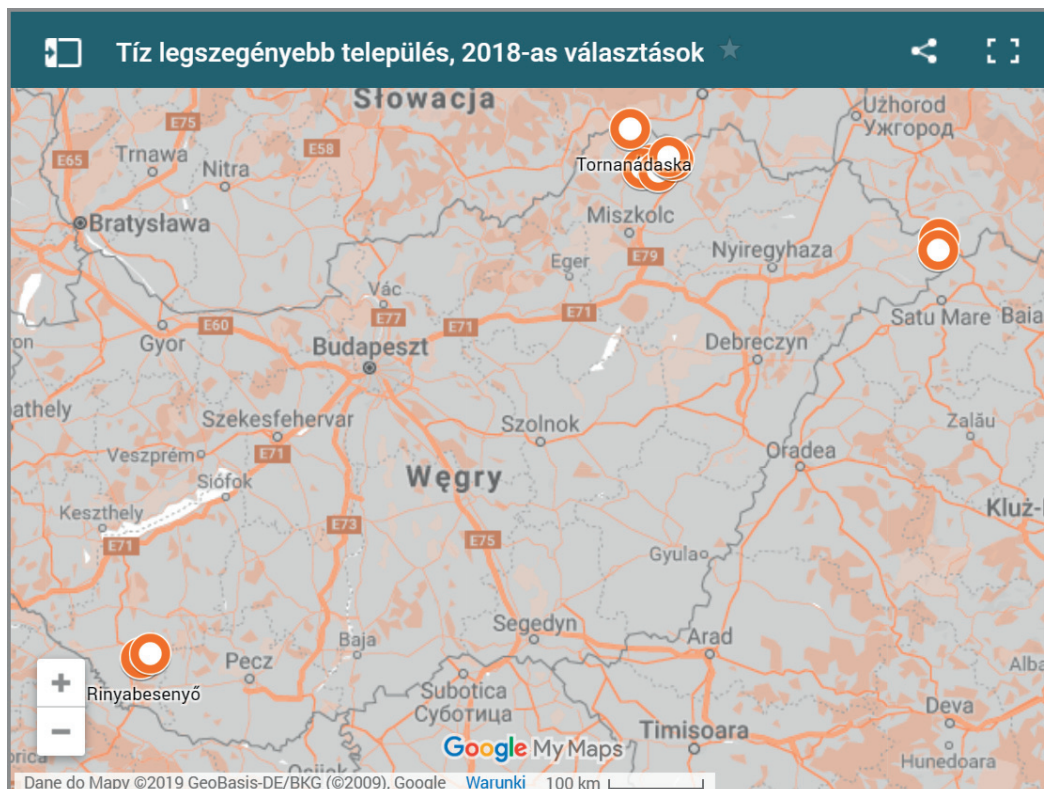 Tíz legszegényebb település, 2018-as választások
Słowacja
Użhorod
Ужгород
E75
E58
E65
Trnawa
Nitra
Tornanádaska
Bratysława
Miszkolc
E79
Nyiregyhaza
Eger
Vác
E77
E71
E71
E60
Gyor
Budapeszt
Satu Mare
Baia
Debreczyn
Szekesfehervar
Szolnok
Zalău
Veszprém
E71
Oradea
Siófok
Węgry
Keszthely
Kluż-
E73
E75
E71
Gyula
Segedyn
Arad
Baja
Pecz
Rinyabesenyő
Subotica
Суботица
Deva
Timisoara
Google My Maps
Hunedoara
Dane do Mapy ©2019 GeoBasis-DE/BKG (©2009), Google Warunki 100 km